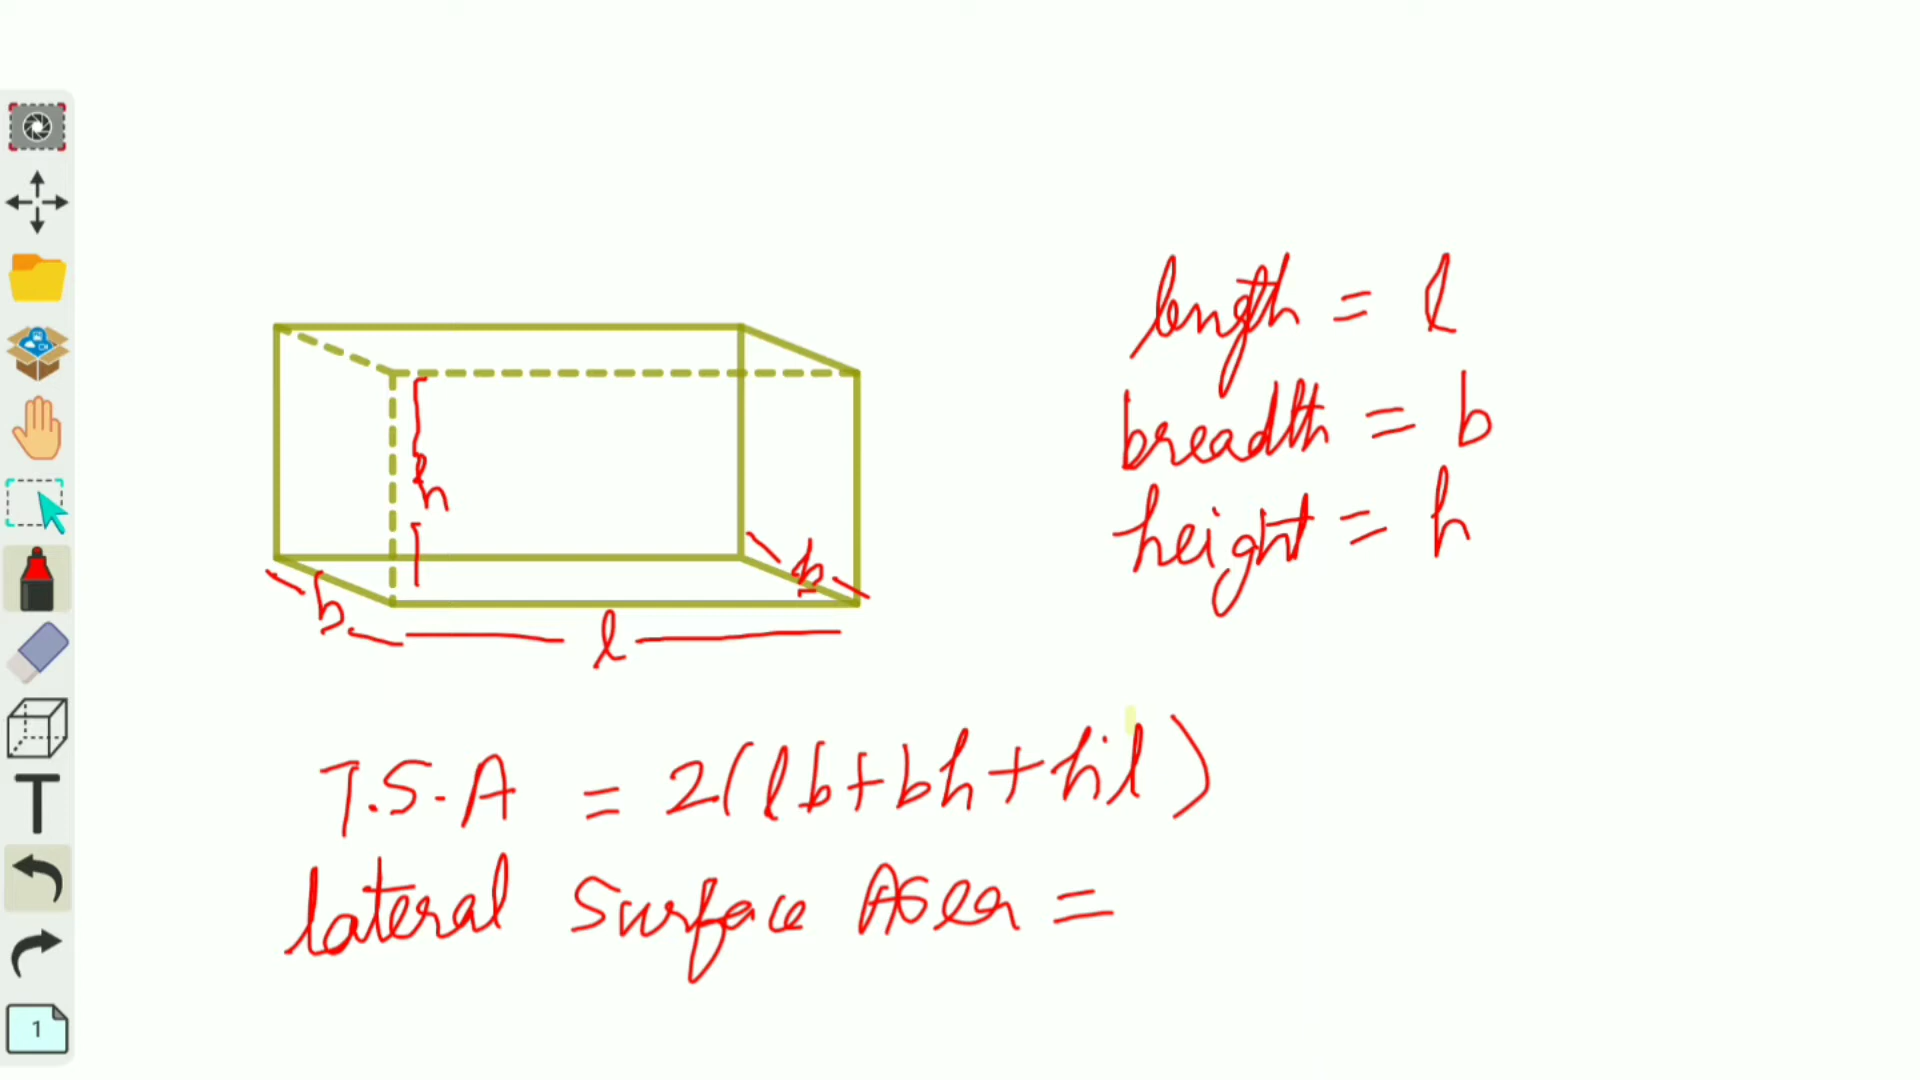 length = l
breadth = b
height = h
h
b
b
l
T.S.A = 2(lb+bh+hl)
lateral Surface Area =
T
1